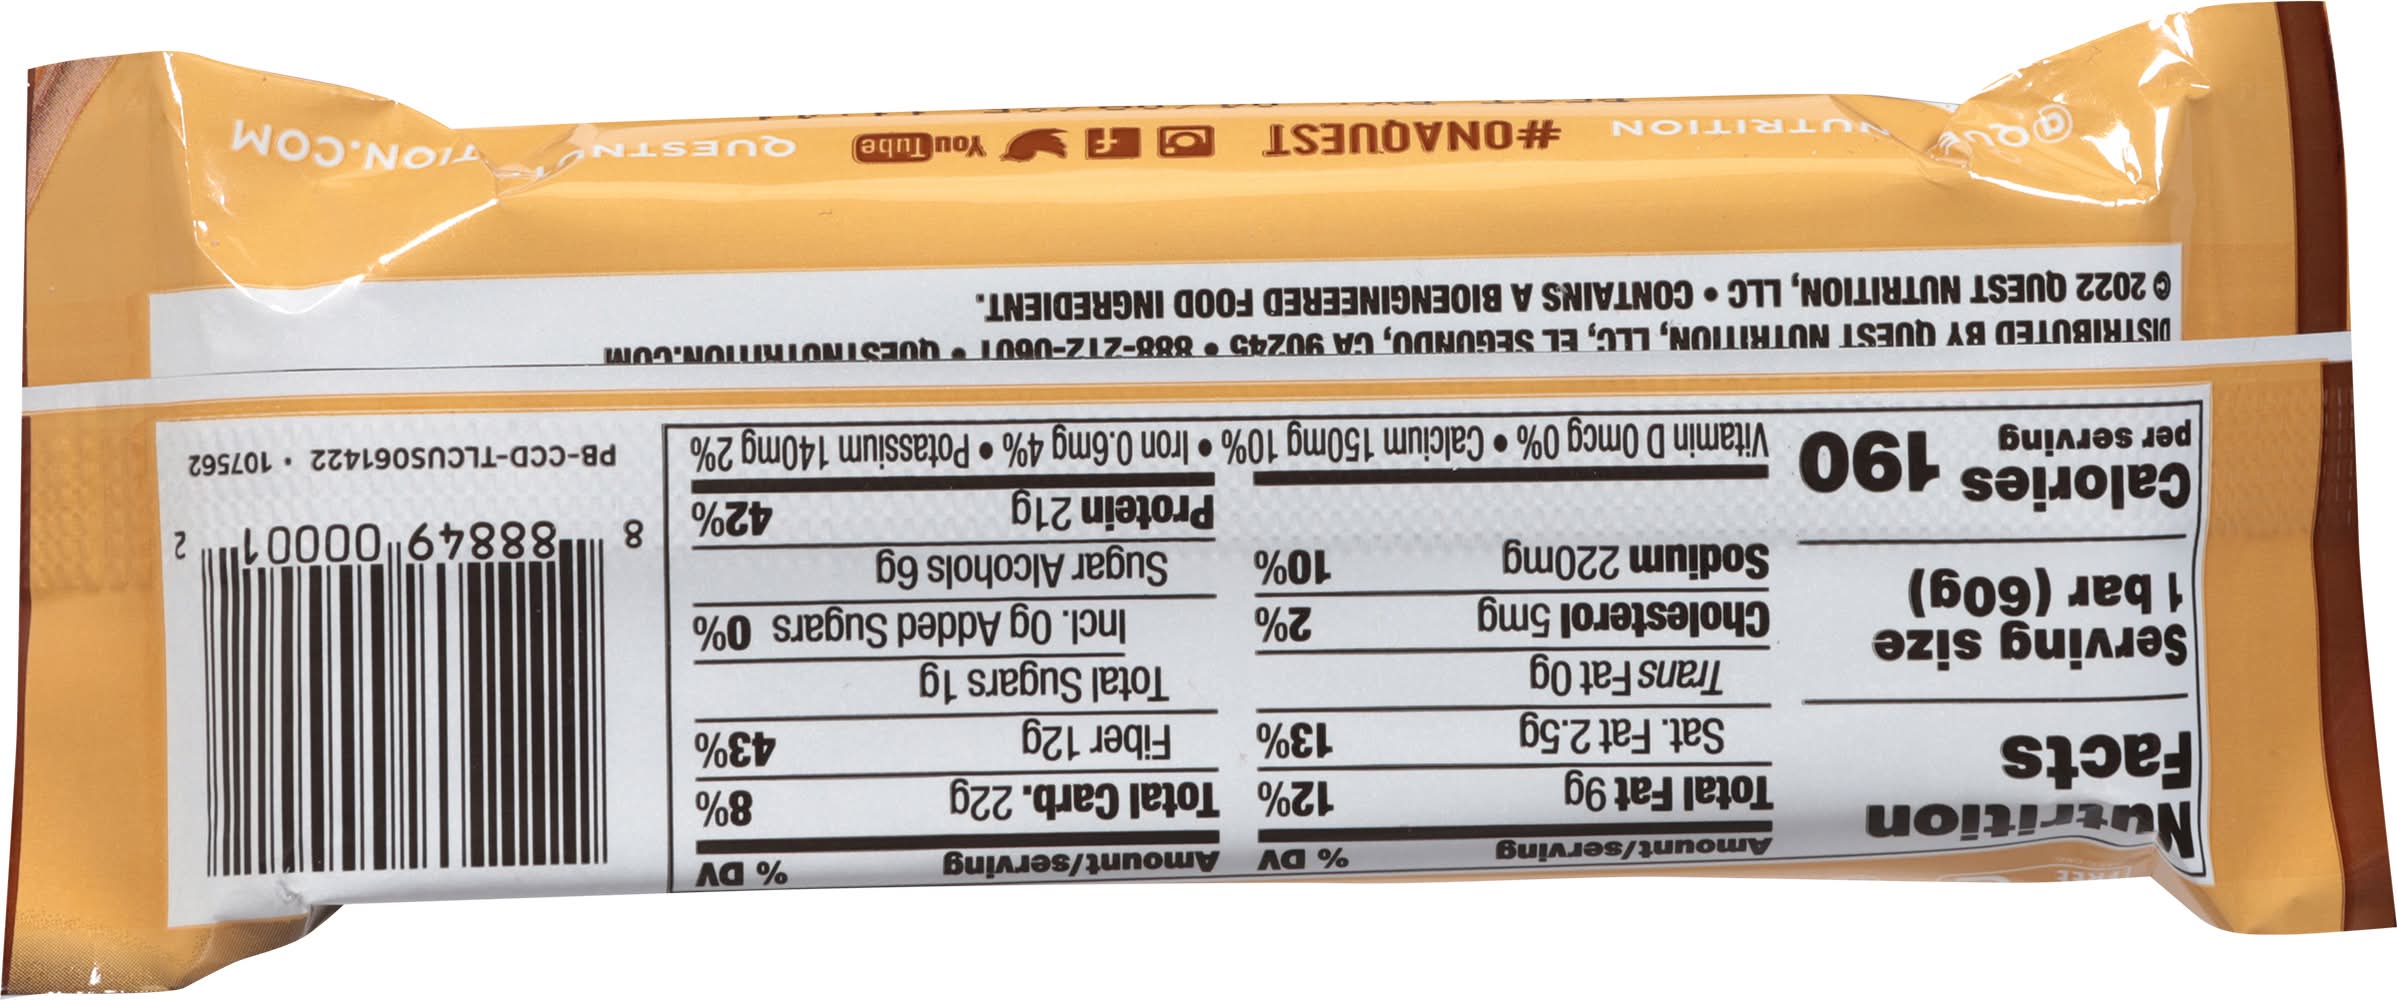 Nutrition
Facts
Serving size
1 bar (60g)
Calories 190
per serving
Amount/serving % DV
Total Fat 9g 12%
Sat. Fat 2.5g 13%
Trans Fat 0g
Cholesterol 5mg 2%
Sodium 220mg 10%
Amount/serving % DV
Total Carb. 22g 8%
Fiber 12g 43%
Total Sugars 1g
Incl. 0g Added Sugars 0%
Sugar Alcohols 6g
Protein 21g 42%
Vitamin D 0mcg 0% • Calcium 150mg 10% • Iron 0.6mg 4% • Potassium 140mg 2%
8 88849 00001 2
PB-CCD-TLCUS061422 • 107562
DISTRIBUTED BY QUEST NUTRITION, LLC, EL SEGUNDO, CA 90245 • 888-212-0601 • QUESTNUTRITION.COM
© 2022 QUEST NUTRITION, LLC • CONTAINS A BIOENGINEERED FOOD INGREDIENT.
NUTRITION #ONAQUEST YouTube